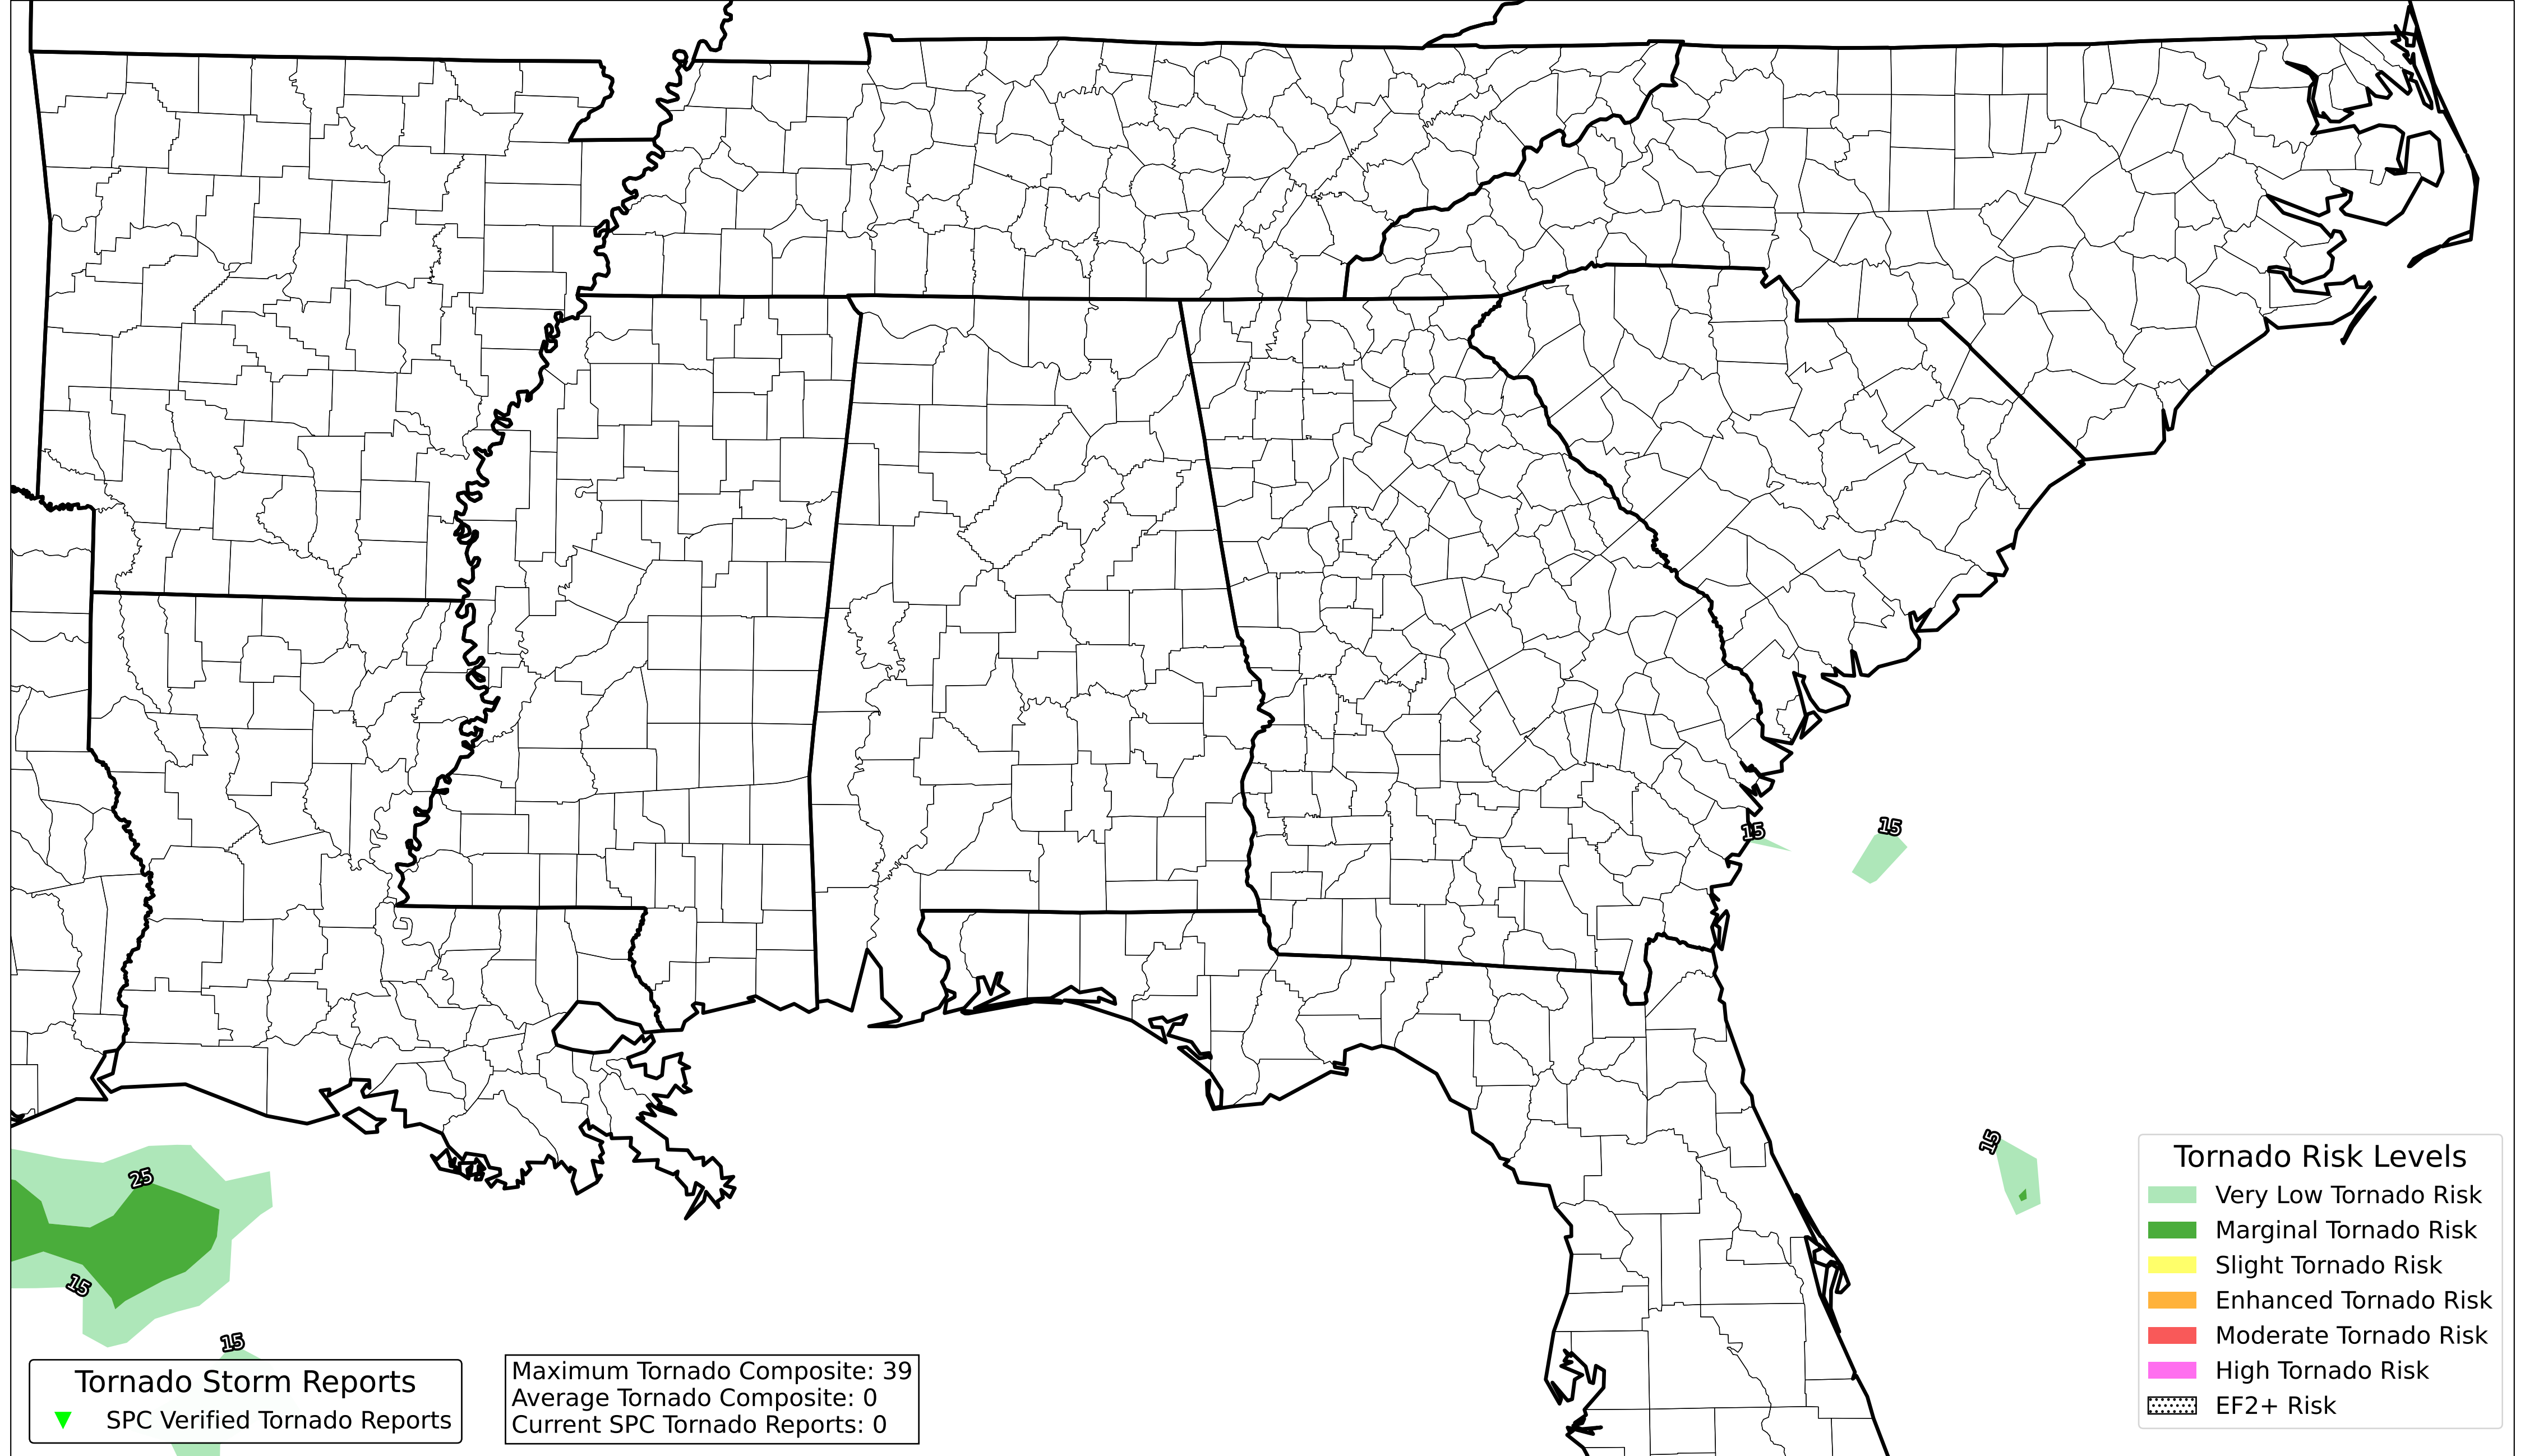 15
15
15
25
15
15
Tornado Risk Levels
Very Low Tornado Risk
Marginal Tornado Risk
Slight Tornado Risk
Enhanced Tornado Risk
Moderate Tornado Risk
High Tornado Risk
EF2+ Risk
Tornado Storm Reports
SPC Verified Tornado Reports
Maximum Tornado Composite: 39
Average Tornado Composite: 0
Current SPC Tornado Reports: 0